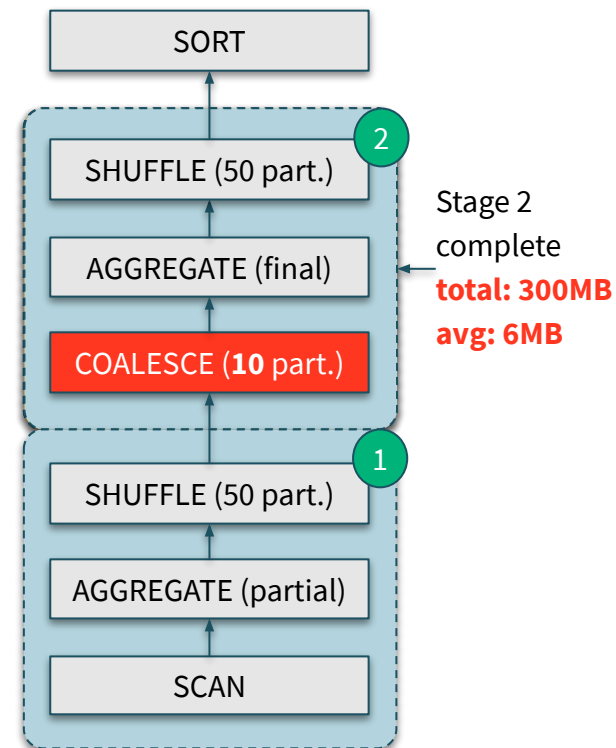 SORT
2
SHUFFLE (50 part.)
AGGREGATE (final)
COALESCE (10 part.)
Stage 2
complete
total: 300MB
avg: 6MB
1
SHUFFLE (50 part.)
AGGREGATE (partial)
SCAN